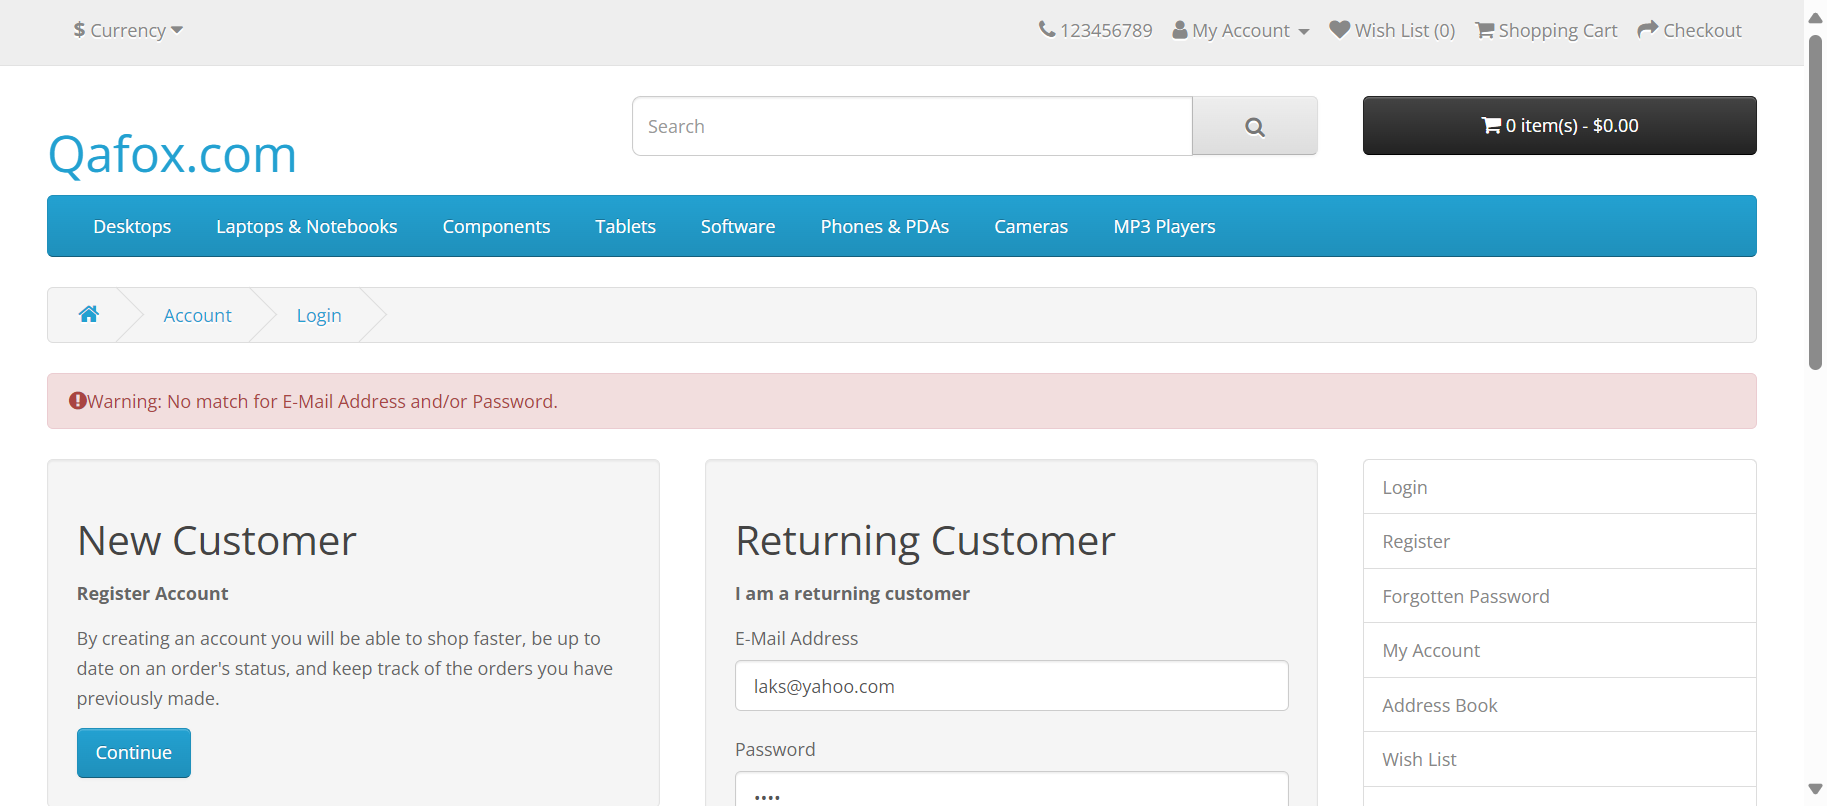 $ Currency
123456789 My Account Wish List (0) Shopping Cart Checkout
Qafox.com
Search
0 item(s) - $0.00
Desktops Laptops & Notebooks Components Tablets Software Phones & PDAs Cameras MP3 Players
Account Login
Warning: No match for E-Mail Address and/or Password.
New Customer
Register Account
By creating an account you will be able to shop faster, be up to
date on an order's status, and keep track of the orders you have
previously made.
Continue
Returning Customer
I am a returning customer
E-Mail Address
laks@yahoo.com
Password
••••
Login
Register
Forgotten Password
My Account
Address Book
Wish List